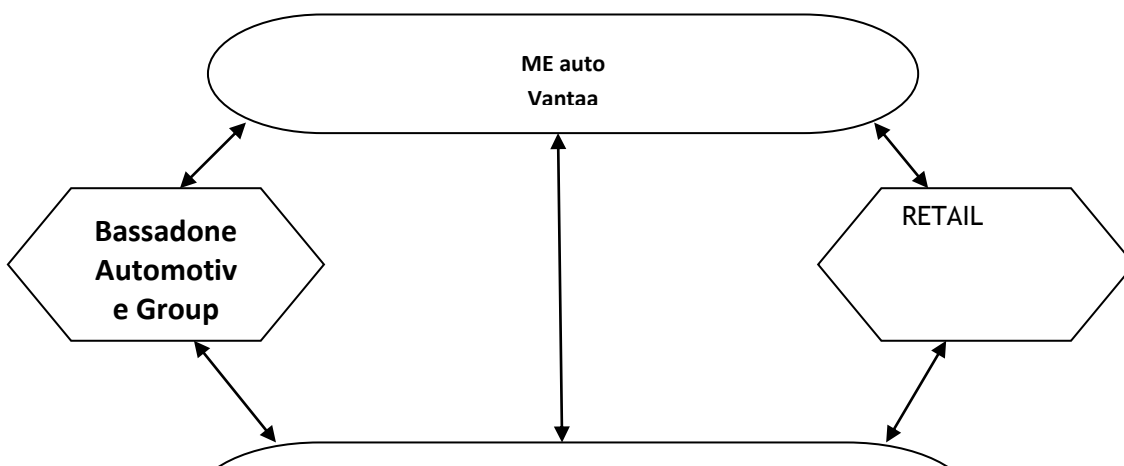 ME auto
Vantaa
Bassadone
Automotiv
e Group
RETAIL